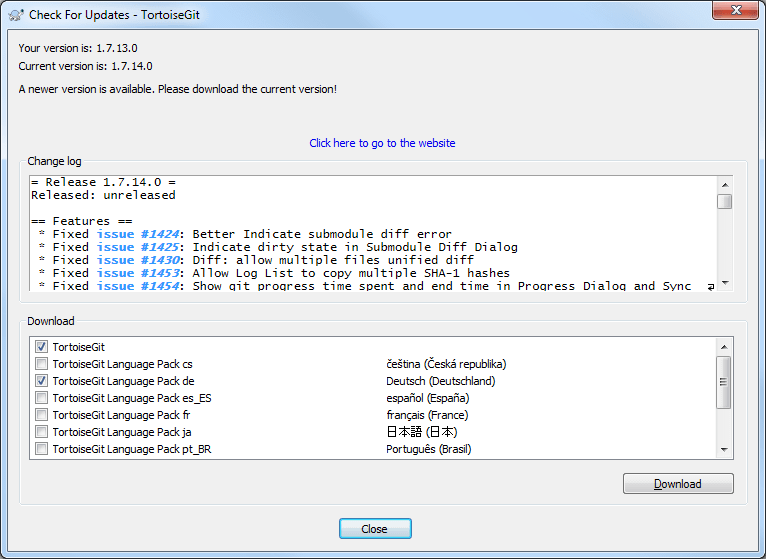 Check For Updates - TortoiseGit
Your version is: 1.7.13.0
Current version is: 1.7.14.0
A newer version is available. Please download the current version!
Click here to go to the website
Change log
= Release 1.7.14.0 =
Released: unreleased
== Features ==
* Fixed issue #1424: Better Indicate submodule diff error
* Fixed issue #1425: Indicate dirty state in Submodule Diff Dialog
* Fixed issue #1430: Diff: allow multiple files unified diff
* Fixed issue #1453: Allow Log List to copy multiple SHA-1 hashes
* Fixed issue #1454: Show git progress time spent and end time in Progress Dialog and Sync
Download
TortoiseGit
TortoiseGit Language Pack cs čeština (Česká republika)
TortoiseGit Language Pack de Deutsch (Deutschland)
TortoiseGit Language Pack es_ES español (España)
TortoiseGit Language Pack fr français (France)
TortoiseGit Language Pack ja 日本語 (日本)
TortoiseGit Language Pack pt_BR Português (Brasil)
Download
Close